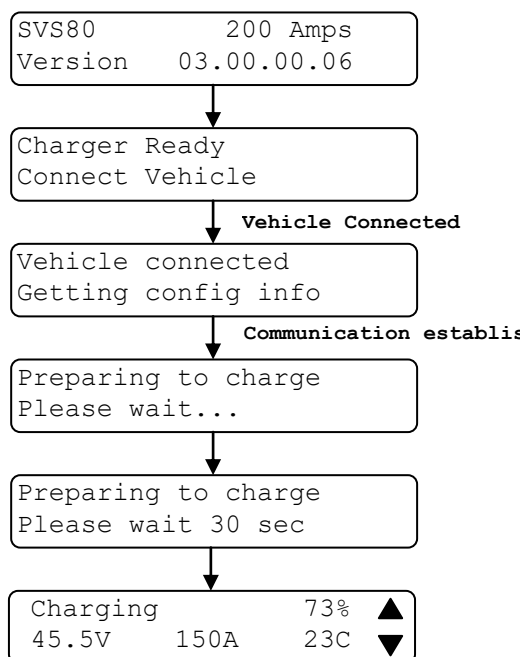 SVS80 200 Amps
Version 03.00.00.06
Charger Ready
Connect Vehicle
Vehicle Connected
Vehicle connected
Getting config info
Communication establis
Preparing to charge
Please wait...
Preparing to charge
Please wait 30 sec
Charging 73%
45.5V 150A 23C